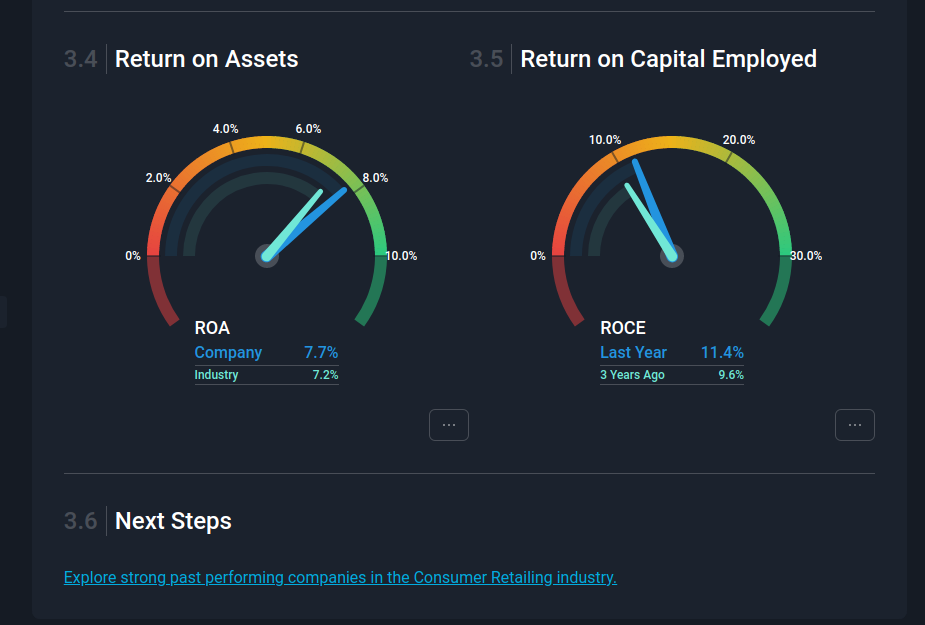 3.4 Return on Assets
0%
2.0%
4.0%
6.0%
8.0%
10.0%
ROA
Company 7.7%
Industry 7.2%
...
3.5 Return on Capital Employed
0%
10.0%
20.0%
30.0%
ROCE
Last Year 11.4%
3 Years Ago 9.6%
...
3.6 Next Steps
Explore strong past performing companies in the Consumer Retailing industry.